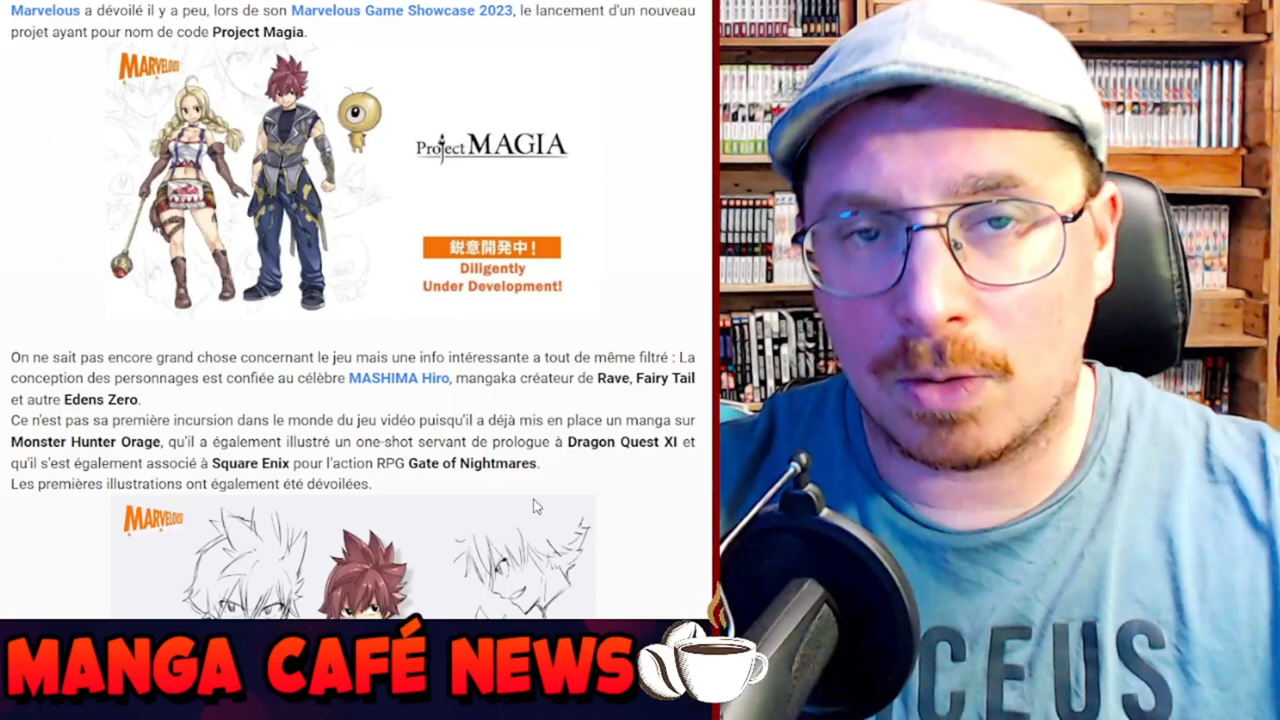 Marvelous a dévoilé il y a peu, lors de son Marvelous Game Showcase 2023, le lancement d'un nouveau
projet ayant pour nom de code Project Magia.
MARVELOUS!
Project MAGIA
鋭意開発中！
Diligently
Under Development!
On ne sait pas encore grand chose concernant le jeu mais une info intéressante a tout de même filtré : La
conception des personnages est confiée au célèbre MASHIMA Hiro, mangaka créateur de Rave, Fairy Tail
et autre Edens Zero.
Ce n'est pas sa première incursion dans le monde du jeu vidéo puisqu'il a déjà mis en place un manga sur
Monster Hunter Orage, qu'il a également illustré un one-shot servant de prologue à Dragon Quest XI et
qu'il s'est également associé à Square Enix pour l'action RPG Gate of Nightmares.
Les premières illustrations ont également été dévoilées.
MARVELOUS!
MANGA CAFÉ NEWS
CEUS